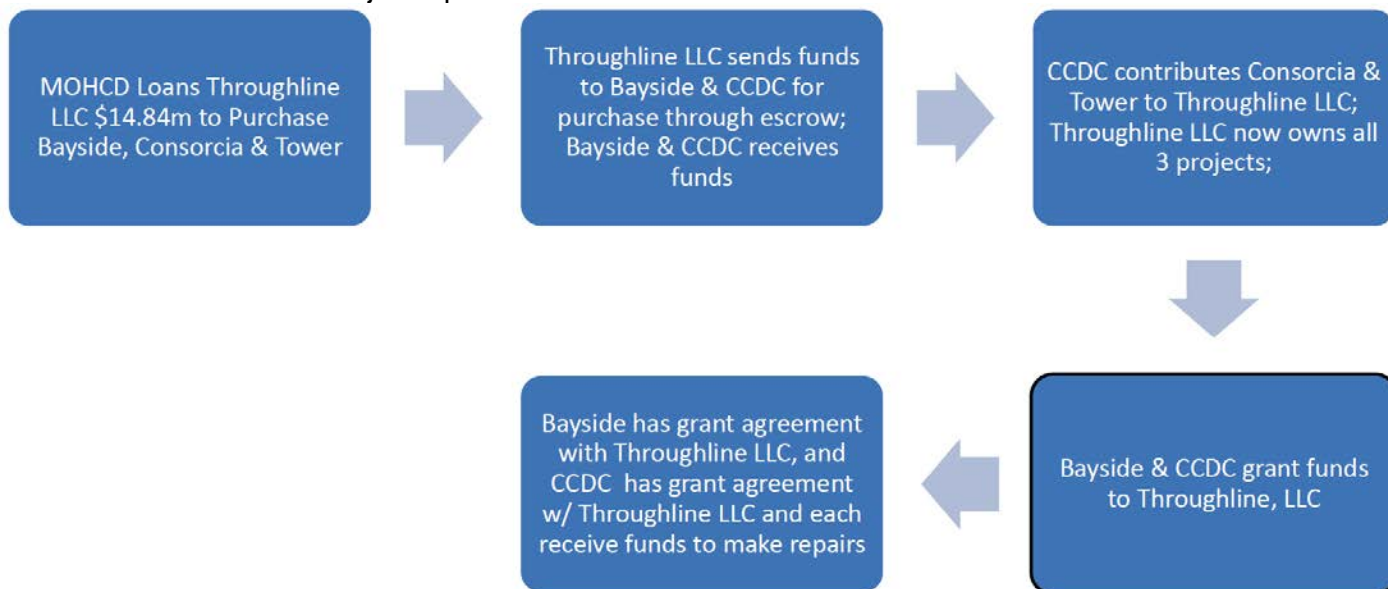 MOHCD Loans Throughline
LLC $14.84m to Purchase
Bayside, Consorcia & Tower
Throughline LLC sends funds
to Bayside & CCDC for
purchase through escrow;
Bayside & CCDC receives
funds
CCDC contributes Consorcia &
Tower to Throughline LLC;
Throughline LLC now owns all
3 projects;
Bayside & CCDC grant funds
to Throughline, LLC
Bayside has grant agreement
with Throughline LLC, and
CCDC has grant agreement
w/ Throughline LLC and each
receive funds to make repairs